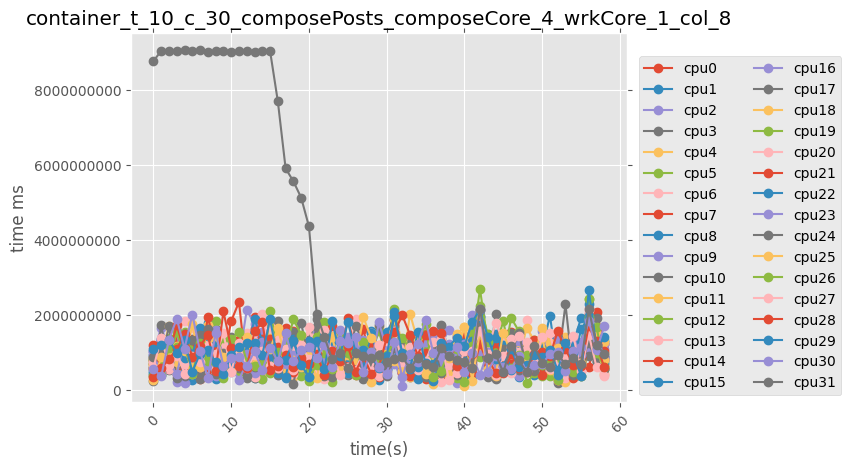 container_t_10_c_30_composePosts_composeCore_4_wrkCore_1_col_8
time ms
8000000000
6000000000
4000000000
2000000000
0
0
10
20
30
40
50
60
time(s)
cpu0
cpu1
cpu2
cpu3
cpu4
cpu5
cpu6
cpu7
cpu8
cpu9
cpu10
cpu11
cpu12
cpu13
cpu14
cpu15
cpu16
cpu17
cpu18
cpu19
cpu20
cpu21
cpu22
cpu23
cpu24
cpu25
cpu26
cpu27
cpu28
cpu29
cpu30
cpu31